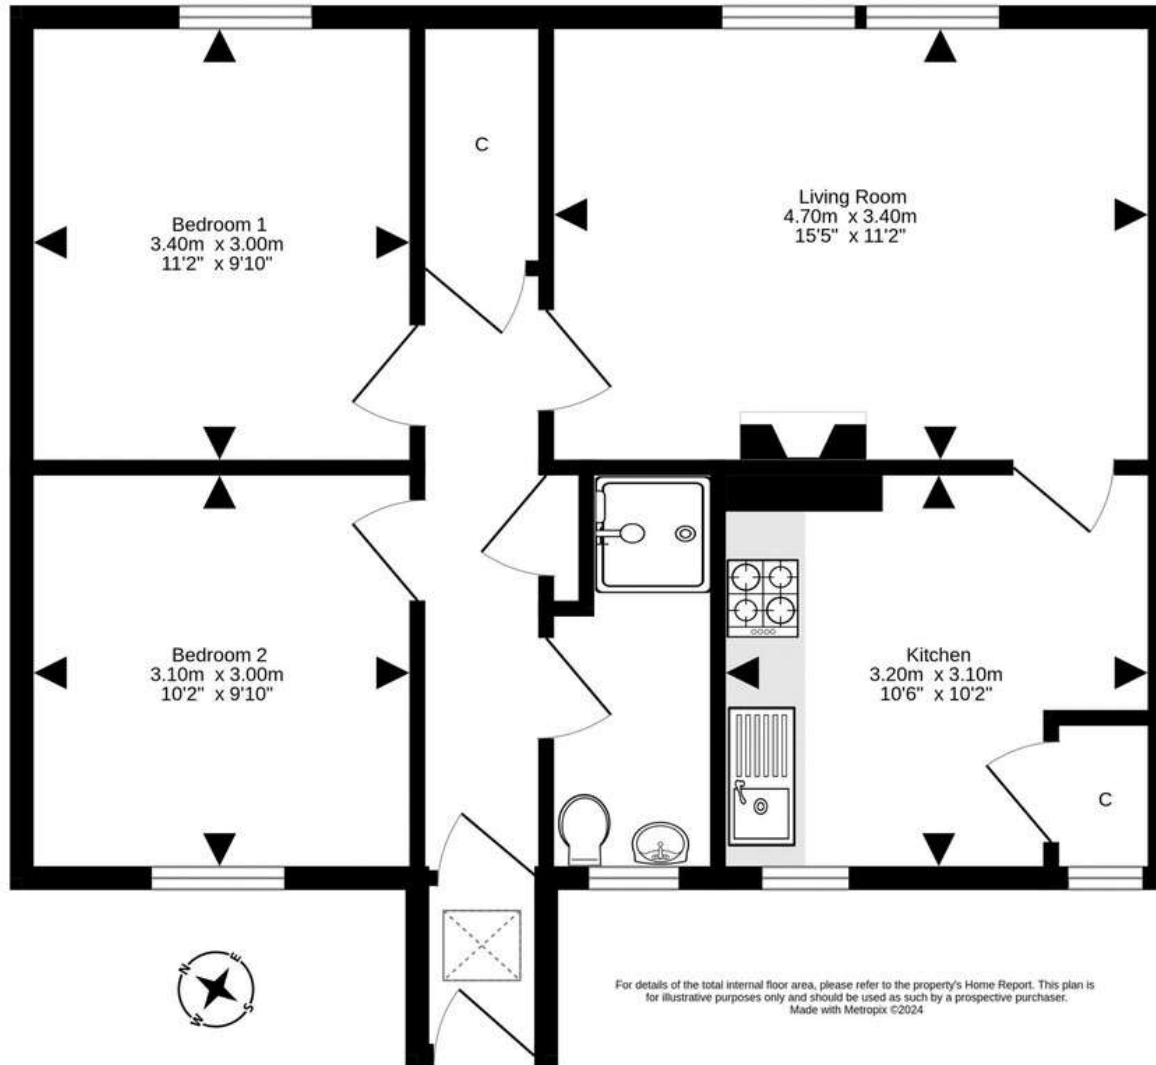 C
Bedroom 1
3.40m x 3.00m
11'2" x 9'10"
Living Room
4.70m x 3.40m
15'5" x 11'2"
Bedroom 2
3.10m x 3.00m
10'2" x 9'10"
Kitchen
3.20m x 3.10m
10'6" x 10'2"
C
N
E
S
W
For details of the total internal floor area, please refer to the property's Home Report. This plan is
for illustrative purposes only and should be used as such by a prospective purchaser.
Made with Metropix ©2024